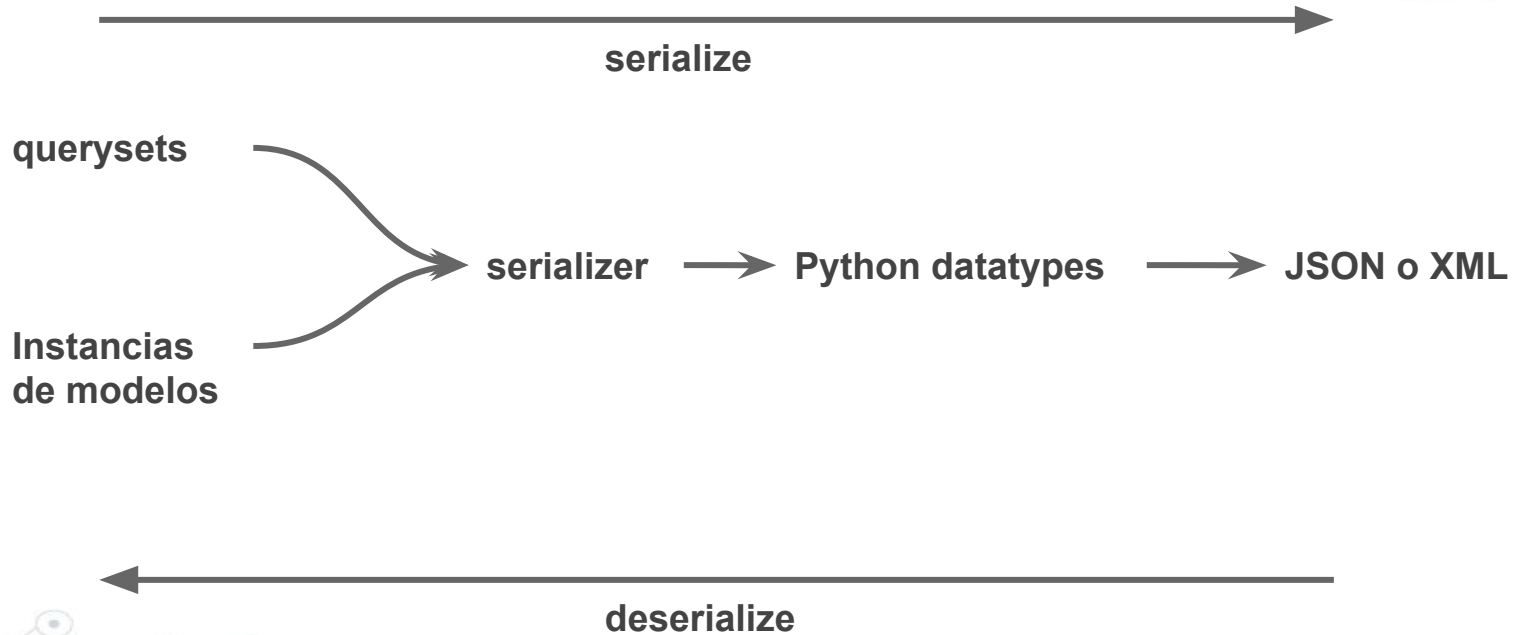 serialize
querysets
serializer
Python datatypes
JSON o XML
Instancias
de modelos
deserialize